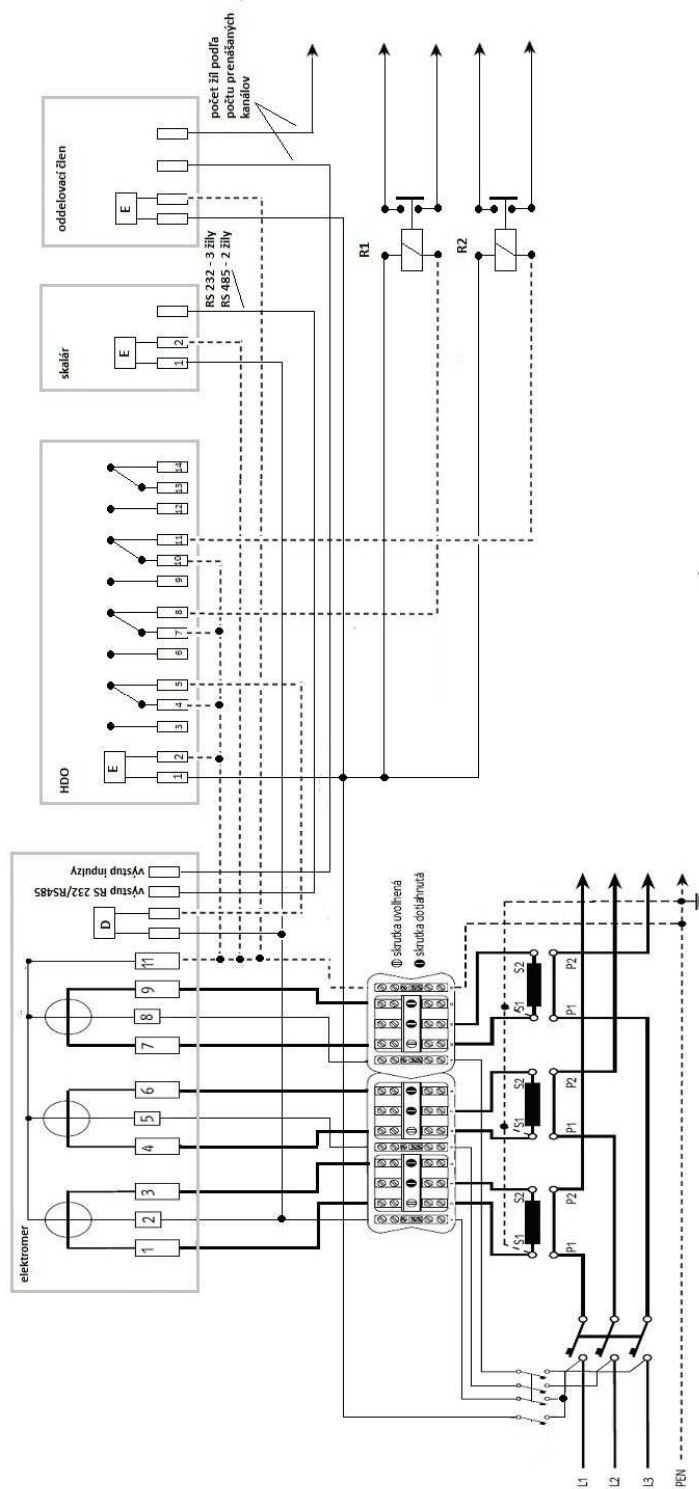 elektromer
1
2
3
4
5
6
7
8
9
11
D
výstup RS 232/RS485
výstup inpulzy
HDO
E
1
2
3
4
5
6
7
8
9
10
11
12
13
14
skalár
E
1
2
RS 232 - 3 žily
RS 485 - 2 žily
oddelovací člen
E
počet žíl podľa
počtu prenášaných
kanálov
R1
R2
skrutka uvoľnená
skrutka dotiahnutá
S1
S2
P1
P2
S1
S2
P1
P2
S1
S2
P1
P2
L1
L2
L3
PEN